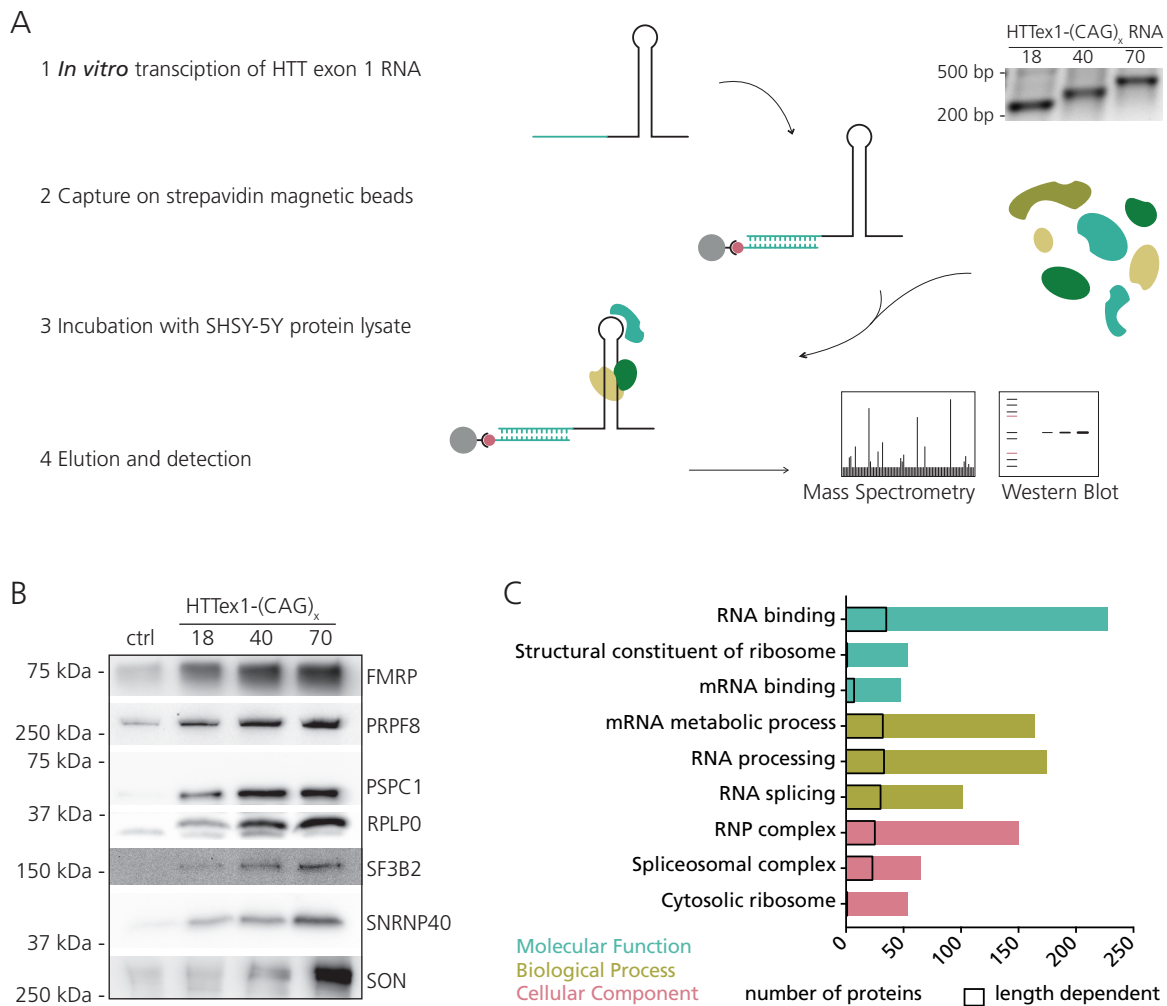 A
1 In vitro transciption of HTT exon 1 RNA
2 Capture on strepavidin magnetic beads
3 Incubation with SHSY-5Y protein lysate
4 Elution and detection
HTTex1-(CAG)x RNA
18 40 70
500 bp -
200 bp -
Mass Spectrometry
Western Blot
B
HTTex1-(CAG)x
ctrl 18 40 70
75 kDa - FMRP
PRPF8
250 kDa -
75 kDa -
PSPC1
37 kDa -
RPLP0
150 kDa - SF3B2
SNRNP40
37 kDa -
SON
250 kDa -
C
RNA binding
Structural constituent of ribosome
mRNA binding
mRNA metabolic process
RNA processing
RNA splicing
RNP complex
Spliceosomal complex
Cytosolic ribosome
0 50 100 150 200 250
Molecular Function
Biological Process
Cellular Component
number of proteins
length dependent